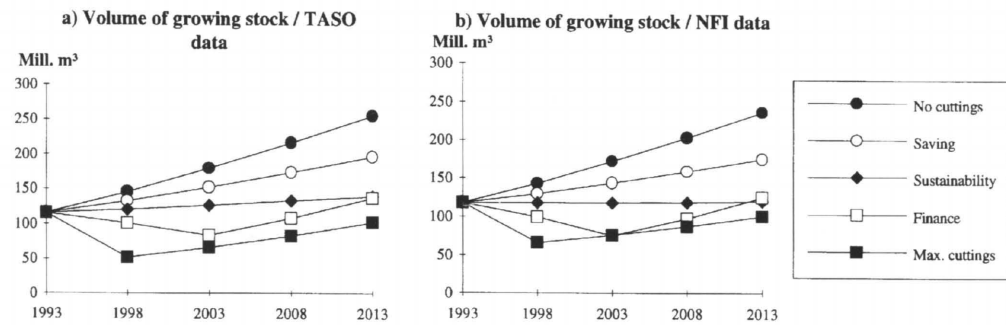 a) Volume of growing stock / TASO
data
Mill. m³
300
250
200
150
100
50
0
1993 1998 2003 2008 2013
b) Volume of growing stock / NFI data
Mill. m³
300
250
200
150
100
50
0
1993 1998 2003 2008 2013
No cuttings
Saving
Sustainability
Finance
Max. cuttings